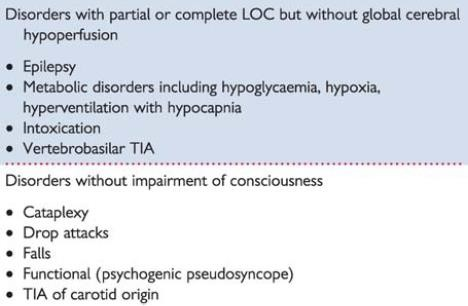 Disorders with partial or complete LOC but without global cerebral
hypoperfusion
• Epilepsy
• Metabolic disorders including hypoglycaemia, hypoxia,
hyperventilation with hypocapnia
• Intoxication
• Vertebrobasilar TIA
Disorders without impairment of consciousness
• Cataplexy
• Drop attacks
• Falls
• Functional (psychogenic pseudosyncope)
• TIA of carotid origin